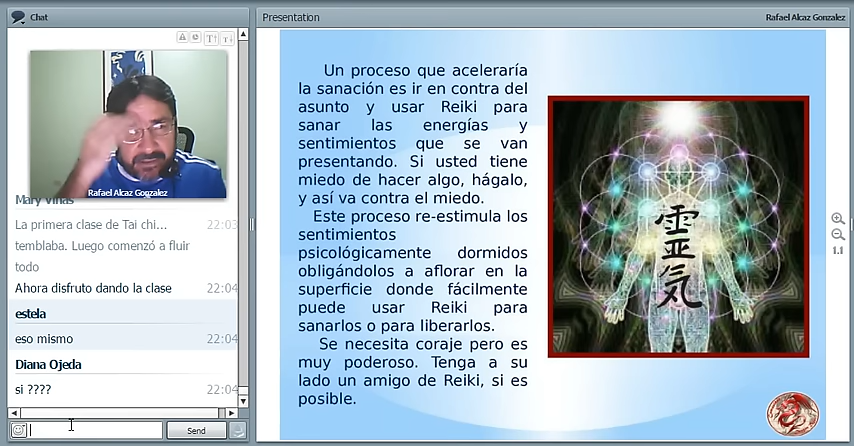 Chat
Rafael Alcaz Gonzalez
Mary Viñas
La primera clase de Tai chi... 22:03
temblaba. Luego comenzó a fluir
todo
Ahora disfruto dando la clase 22:04
estela
eso mismo 22:04
Diana Ojeda
si ???? 22:04
Send
Presentation
Rafael Alcaz Gonzalez
Un proceso que aceleraría
la sanación es ir en contra del
asunto y usar Reiki para
sanar las energías y
sentimientos que se van
presentando. Si usted tiene
miedo de hacer algo, hágalo,
y así va contra el miedo.
Este proceso re-estimula los
sentimientos
psicológicamente dormidos
obligándolos a aflorar en la
superficie donde fácilmente
puede usar Reiki para
sanarlos o para liberarlos.
Se necesita coraje pero es
muy poderoso. Tenga a su
lado un amigo de Reiki, si es
posible.
靈
氣
1.1